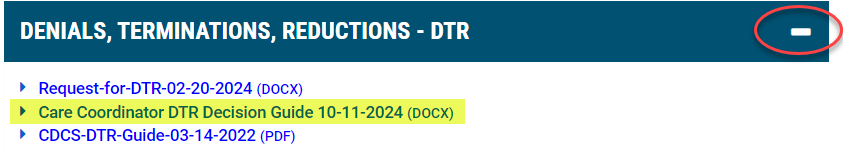 DENIALS, TERMINATIONS, REDUCTIONS - DTR
Request-for-DTR-02-20-2024 (DOCX)
Care Coordinator DTR Decision Guide 10-11-2024 (DOCX)
CDCS-DTR-Guide-03-14-2022 (PDF)